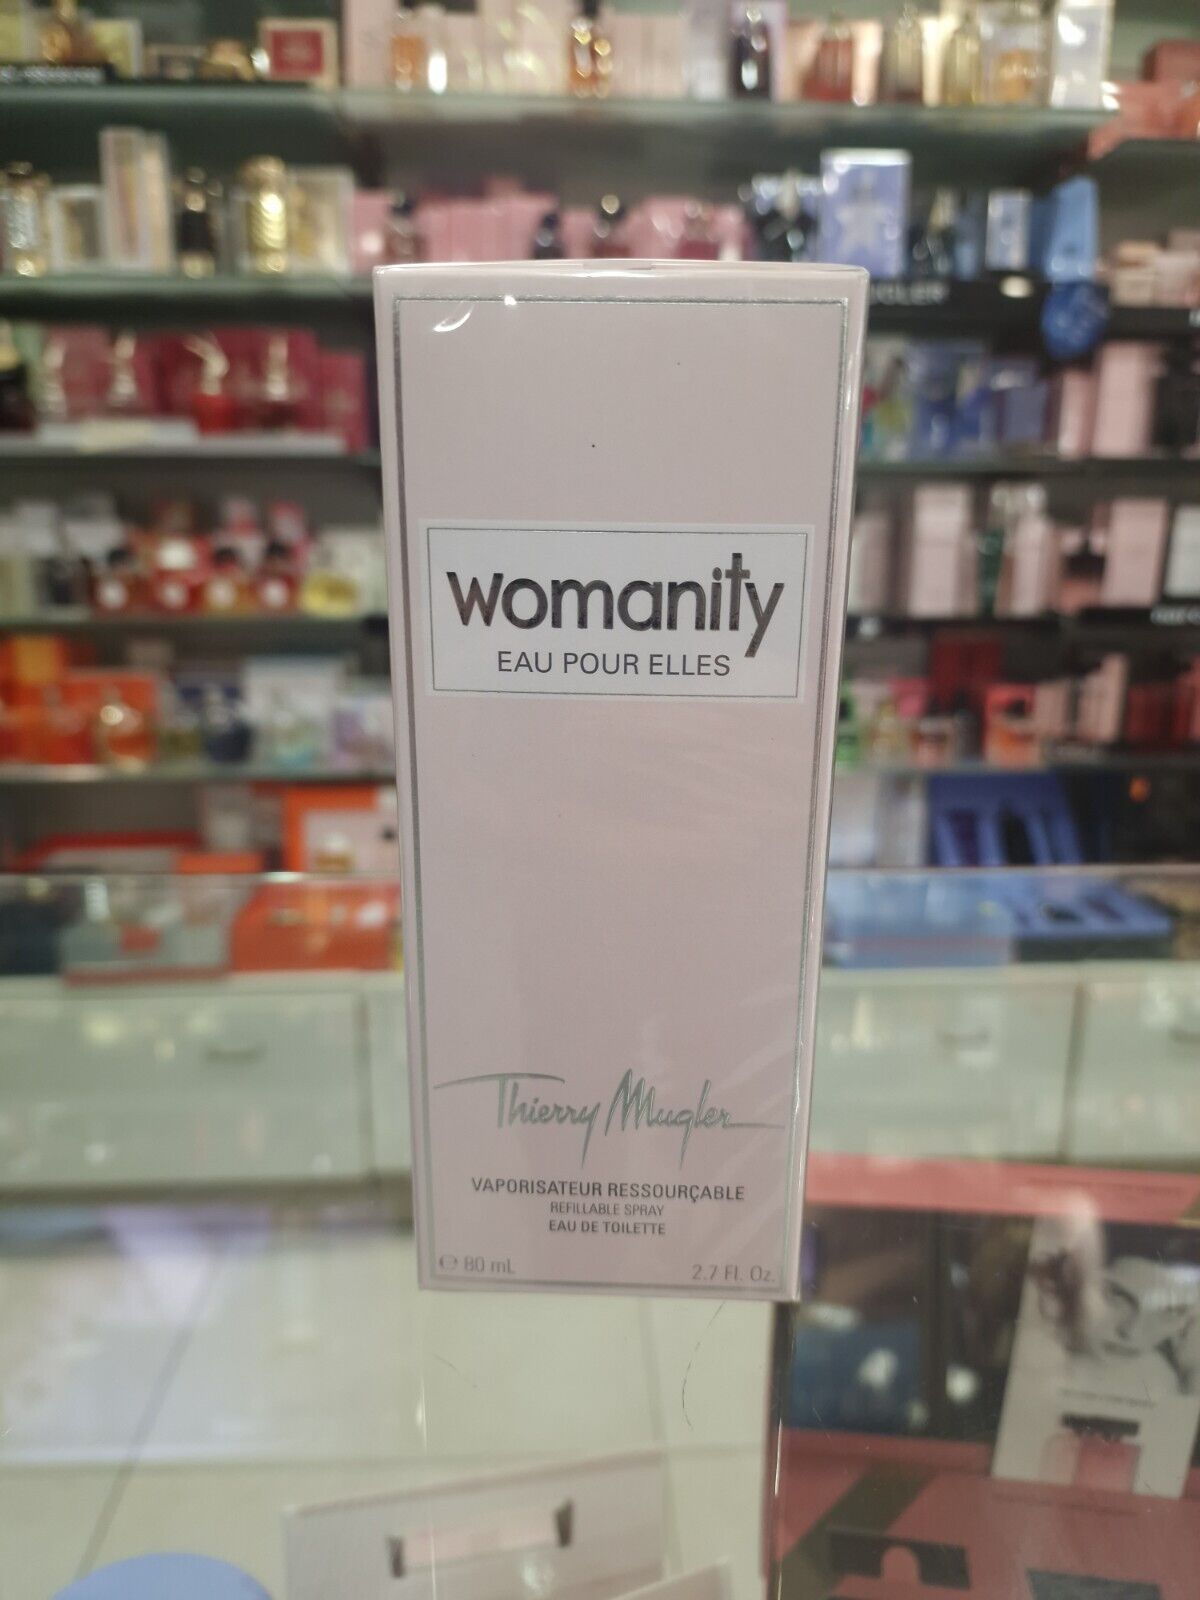 womanity
EAU POUR ELLES
Thierry Mugler
VAPORISATEUR RESSOURÇABLE
REFILLABLE SPRAY
EAU DE TOILETTE
℮ 80 mL 2.7 Fl. Oz.